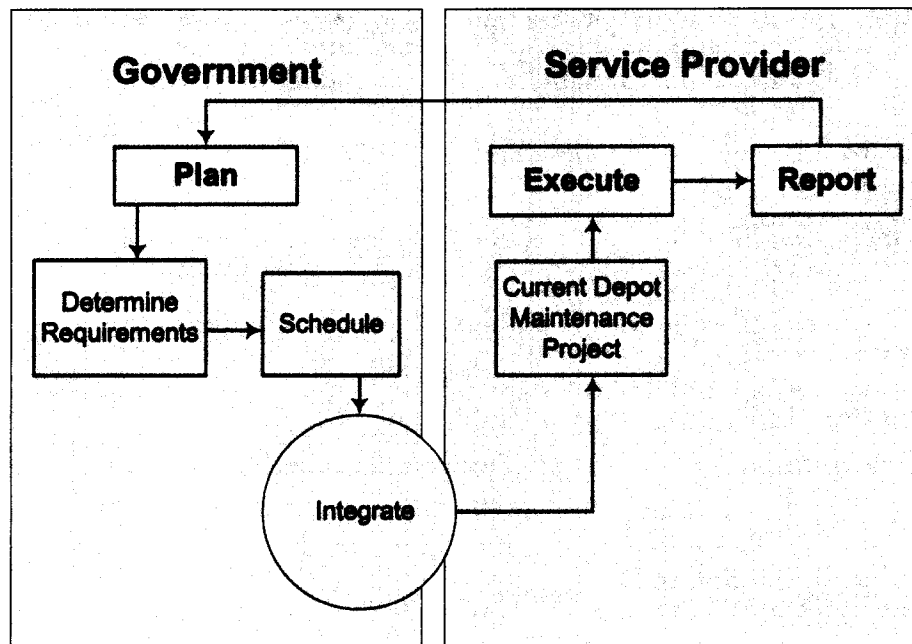 Government
Plan
Determine
Requirements
Schedule
Integrate
Service Provider
Execute
Report
Current Depot
Maintenance
Project